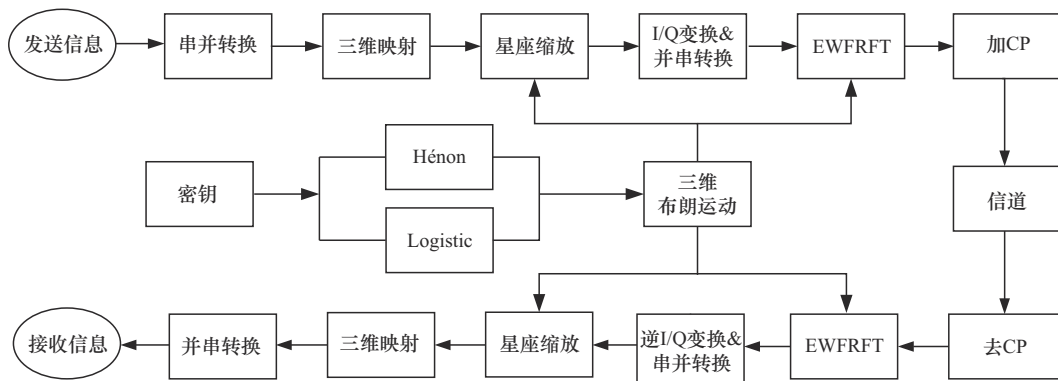 发送信息
串并转换
三维映射
星座缩放
I/Q变换&
并串转换
EWFRFT
加CP
密钥
Hénon
Logistic
三维
布朗运动
信道
接收信息
并串转换
三维映射
星座缩放
逆I/Q变换&
串并转换
EWFRFT
去CP